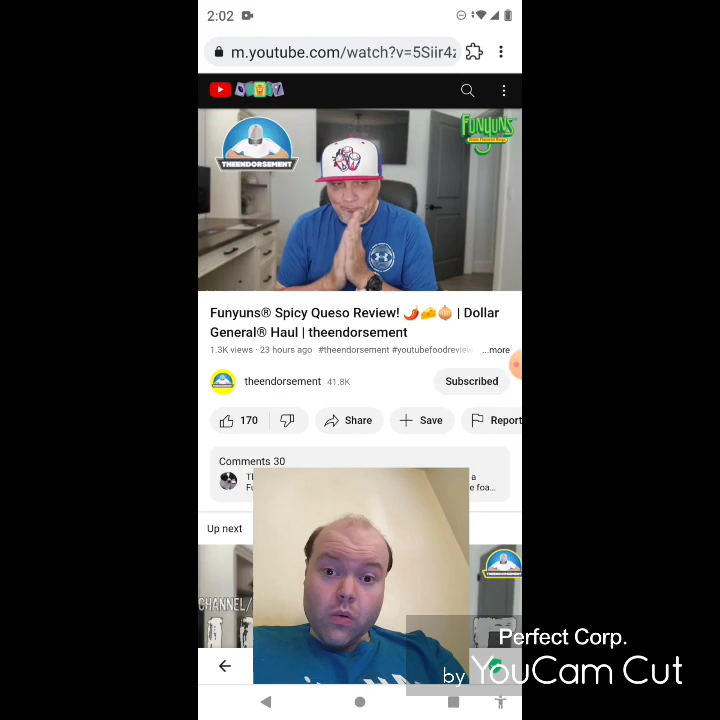 2:02
m.youtube.com/watch?v=5Siir4z
THEENDORSEMENT
FUNYUNS
Funyuns® Spicy Queso Review! 🌶️🧀🧅 | Dollar
General® Haul | theendorsement
1.3K views · 23 hours ago #theendorsement #youtubefoodreview ...more
theendorsement 41.8K
Subscribed
170
Share
Save
Report
Comments 30
Up next
THEENDORSEMENT
CHANNEL/
Perfect Corp.
by YouCam Cut